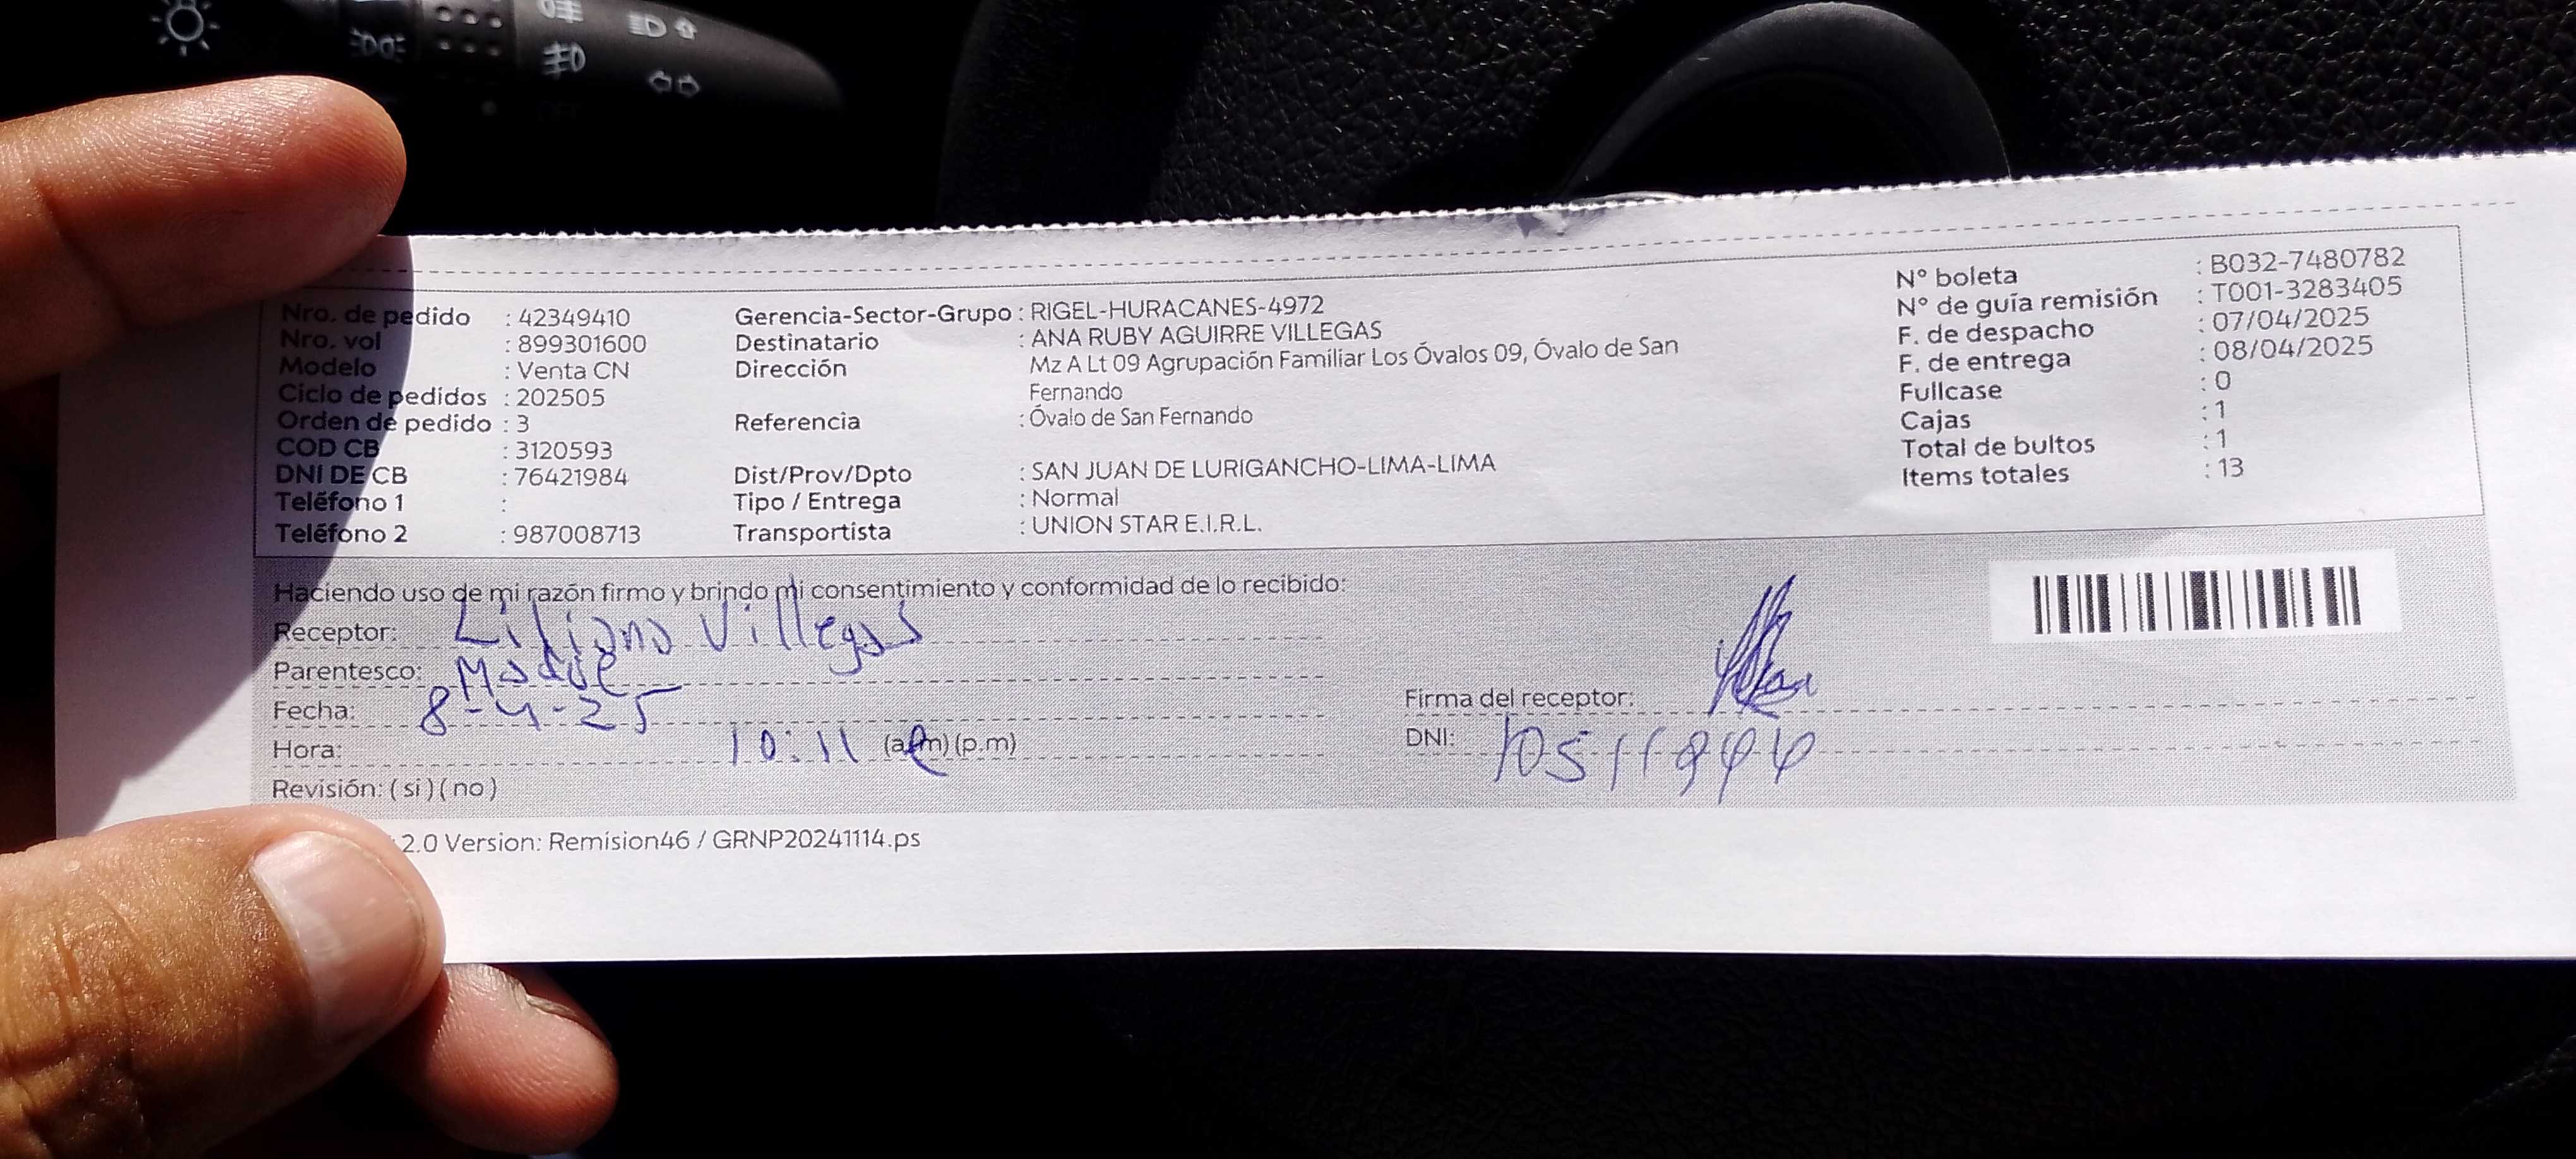 Nro. de pedido : 42349410
Nro. vol : 899301600
Modelo : Venta CN
Ciclo de pedidos : 202505
Orden de pedido : 3
COD CB : 3120593
DNI DE CB : 76421984
Teléfono 1 :
Teléfono 2 : 987008713
Gerencia-Sector-Grupo : RIGEL-HURACANES-4972
Destinatario : ANA RUBY AGUIRRE VILLEGAS
Dirección Mz A Lt 09 Agrupación Familiar Los Óvalos 09, Óvalo de San
Fernando
Referencia : Óvalo de San Fernando
Dist/Prov/Dpto : SAN JUAN DE LURIGANCHO-LIMA-LIMA
Tipo / Entrega : Normal
Transportista : UNION STAR E.I.R.L.
N° boleta : B032-7480782
N° de guía remisión : T001-3283405
F. de despacho : 07/04/2025
F. de entrega : 08/04/2025
Fullcase : 0
Cajas : 1
Total de bultos : 1
Items totales : 13
Haciendo uso de mi razón firmo y brindo mi consentimiento y conformidad de lo recibido:
Receptor: Liliana Villegas
Parentesco: Madre
Fecha: 8-4-25
Hora: 10:11 (a.m) (p.m)
Revisión: ( si ) ( no )
Firma del receptor:
DNI:
2.0 Version: Remision46 / GRNP20241114.ps